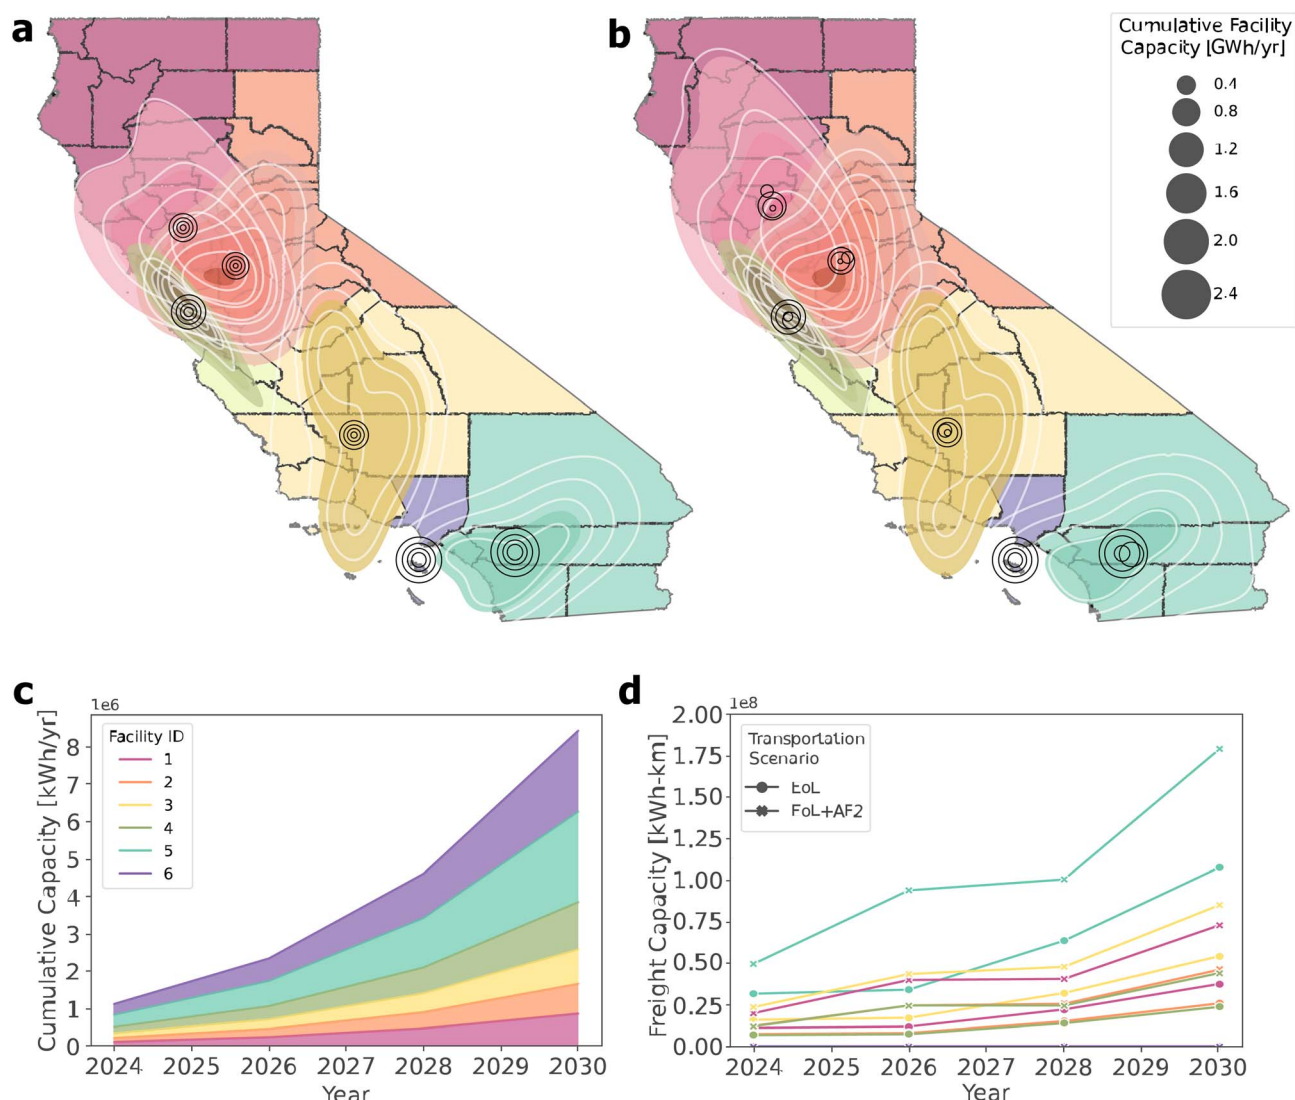 a
b
Cumulative Facility
Capacity [GWh/yr]
0.4
0.8
1.2
1.6
2.0
2.4
c
1e6
Cumulative Capacity [kWh/yr]
8
7
6
5
4
3
2
1
0
Facility ID
1
2
3
4
5
6
2024 2025 2026 2027 2028 2029 2030
Year
d
1e8
Freight Capacity [kWh-km]
2.00
1.75
1.50
1.25
1.00
0.75
0.50
0.25
0.00
Transportation
Scenario
EoL
FoL+AF2
2024 2025 2026 2027 2028 2029 2030
Year